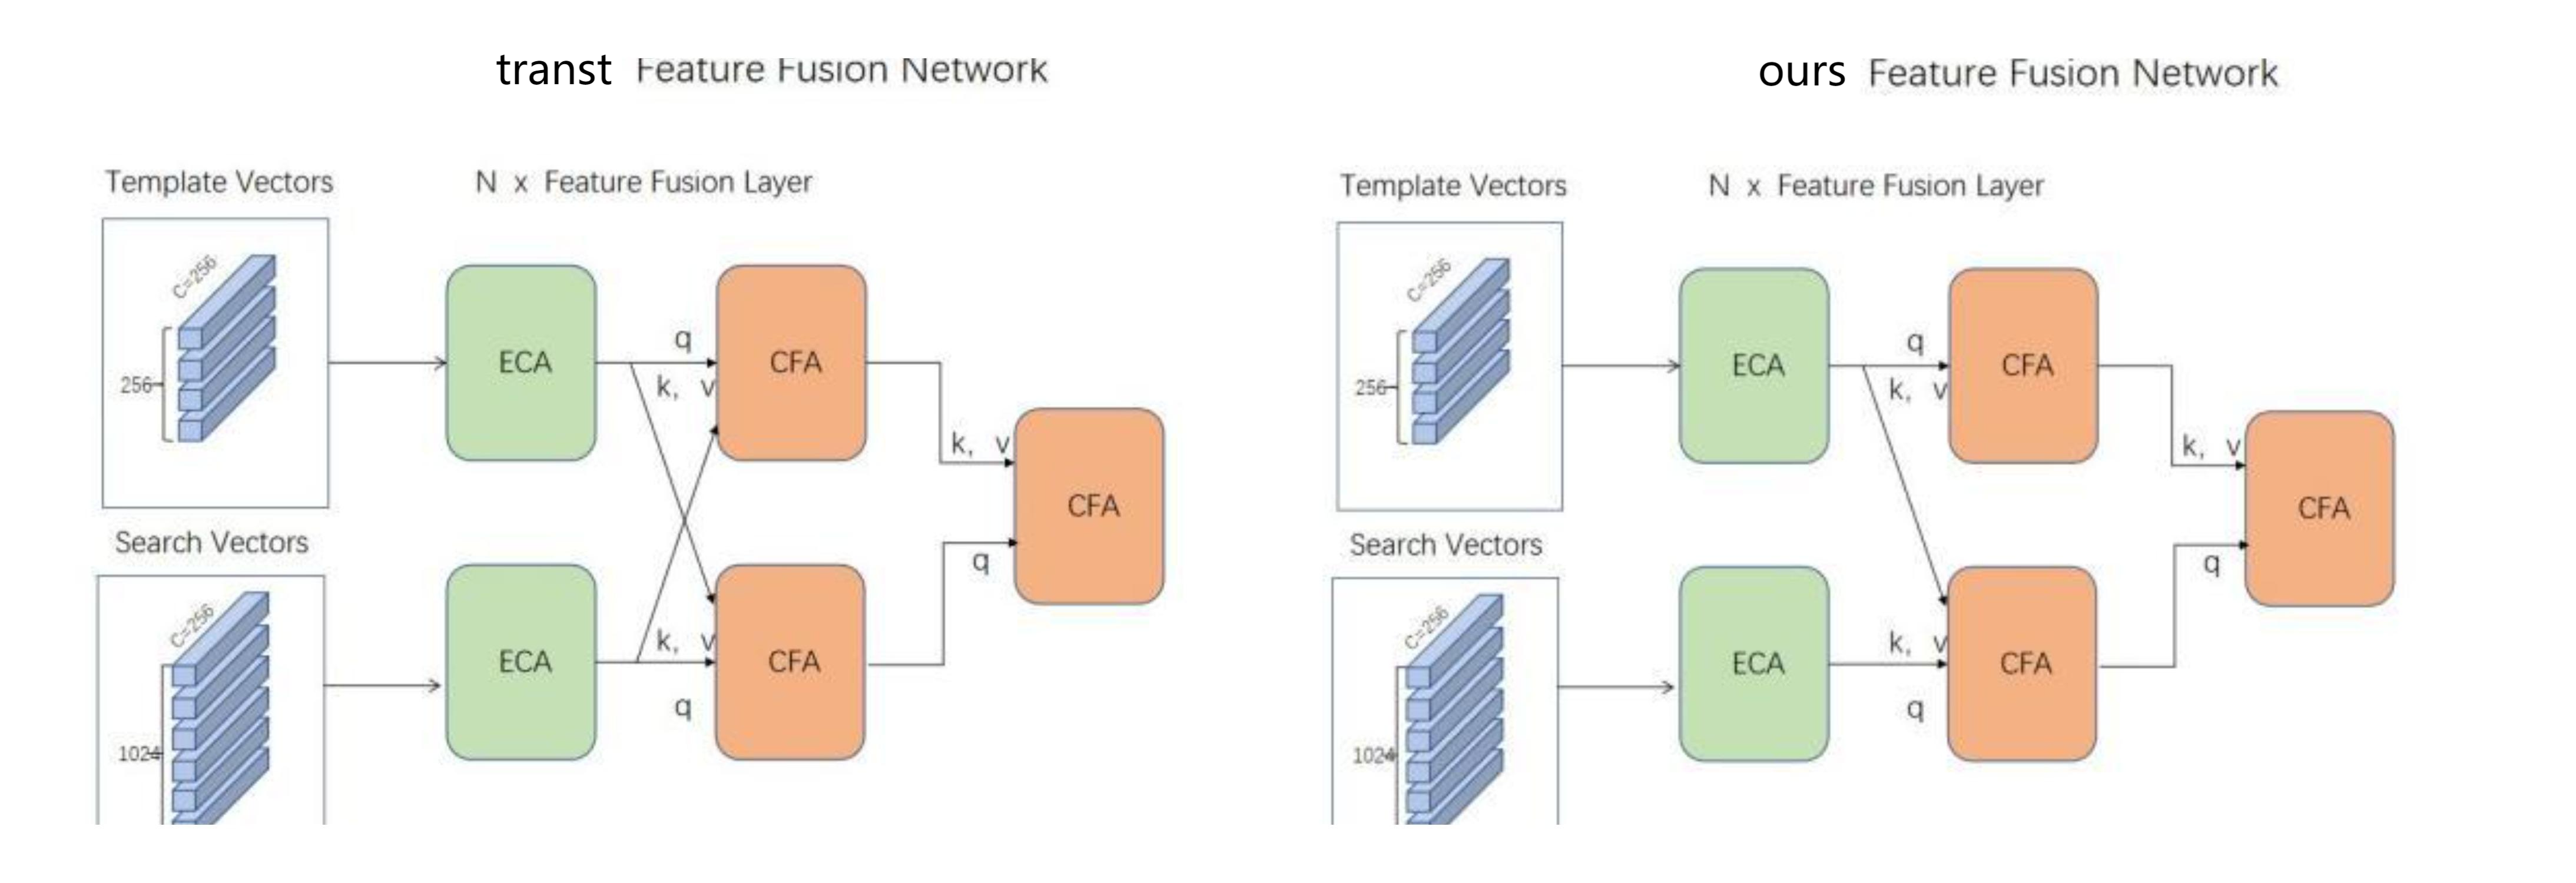 transt Feature Fusion Network
Template Vectors
N x Feature Fusion Layer
C=256
256
ECA
q
k, v
CFA
k, v
CFA
q
Search Vectors
C=256
1024
ECA
k, v
q
CFA
ours Feature Fusion Network
Template Vectors
N x Feature Fusion Layer
C=256
256
ECA
q
k, v
CFA
k, v
CFA
q
Search Vectors
C=256
1024
ECA
k, v
q
CFA